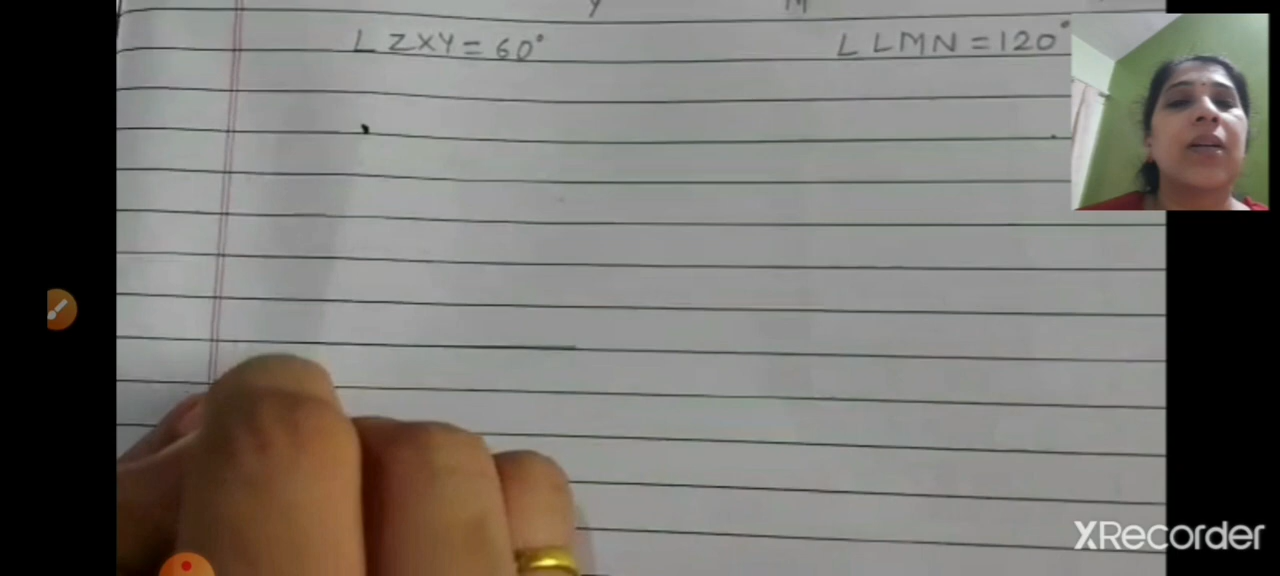 ∠ZXY = 60° ∠LMN = 120°
XRecorder